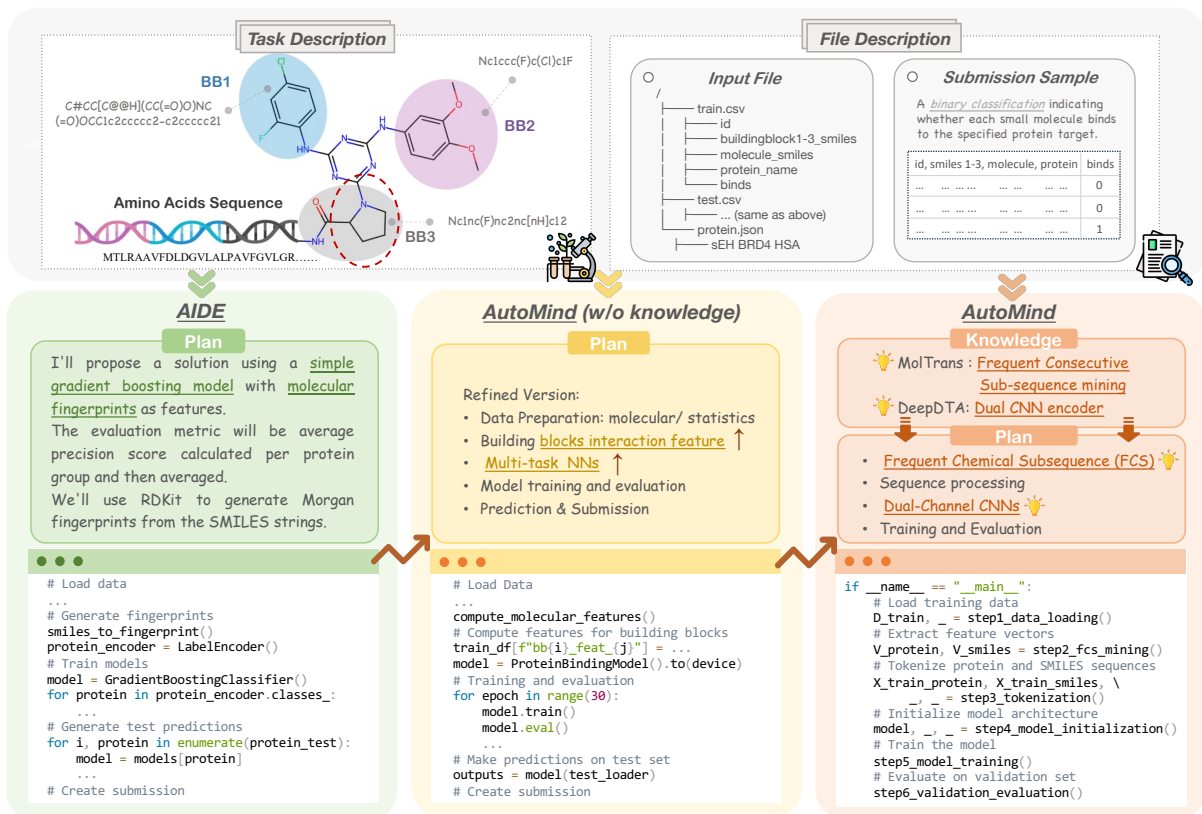 Task Description
BB1
C#CC[C@@H](CC(=O)O)NC
(=O)OCC1c2ccccc2-c2ccccc21
Cl
F
HN
N
N
N
NH
O
O
Nc1ccc(F)c(Cl)c1F
BB2
N
O
NH
BB3
Nc1nc(F)nc2nc[nH]c12
Amino Acids Sequence
MTLRAAVFDLDGVLALPAVFGVLGR......
File Description
Input File
/
train.csv
id
buildingblock1-3_smiles
molecule_smiles
protein_name
binds
test.csv
... (same as above)
protein.json
sEH BRD4 HSA
Submission Sample
A binary classification indicating
whether each small molecule binds
to the specified protein target.
id, smiles 1-3, molecule, protein binds
... ... ... ... ... ... ... ... 0
... ... ... ... ... ... ... ... 0
... ... ... ... ... ... ... ... 1
AIDE
Plan
I'll propose a solution using a simple
gradient boosting model with molecular
fingerprints as features.
The evaluation metric will be average
precision score calculated per protein
group and then averaged.
We'll use RDKit to generate Morgan
fingerprints from the SMILES strings.
# Load data
...
# Generate fingerprints
smiles_to_fingerprint()
protein_encoder = LabelEncoder()
# Train models
model = GradientBoostingClassifier()
for protein in protein_encoder.classes_:
...
# Generate test predictions
for i, protein in enumerate(protein_test):
model = models[protein]
...
# Create submission
AutoMind (w/o knowledge)
Plan
Refined Version:
• Data Preparation: molecular/ statistics
• Building blocks interaction feature ↑
• Multi-task NNs ↑
• Model training and evaluation
• Prediction & Submission
# Load Data
...
compute_molecular_features()
# Compute features for building blocks
train_df[f"bb{i}_feat_{j}"] = ...
model = ProteinBindingModel().to(device)
# Training and evaluation
for epoch in range(30):
model.train()
model.eval()
...
# Make predictions on test set
outputs = model(test_loader)
# Create submission
AutoMind
Knowledge
MolTrans : Frequent Consecutive
Sub-sequence mining
DeepDTA: Dual CNN encoder
Plan
• Frequent Chemical Subsequence (FCS)
• Sequence processing
• Dual-Channel CNNs
• Training and Evaluation
if __name__ == "__main__":
# Load training data
D_train, _ = step1_data_loading()
# Extract feature vectors
V_protein, V_smiles = step2_fcs_mining()
# Tokenize protein and SMILES sequences
X_train_protein, X_train_smiles, \
_, _ = step3_tokenization()
# Initialize model architecture
model, _, _ = step4_model_initialization()
# Train the model
step5_model_training()
# Evaluate on validation set
step6_validation_evaluation()